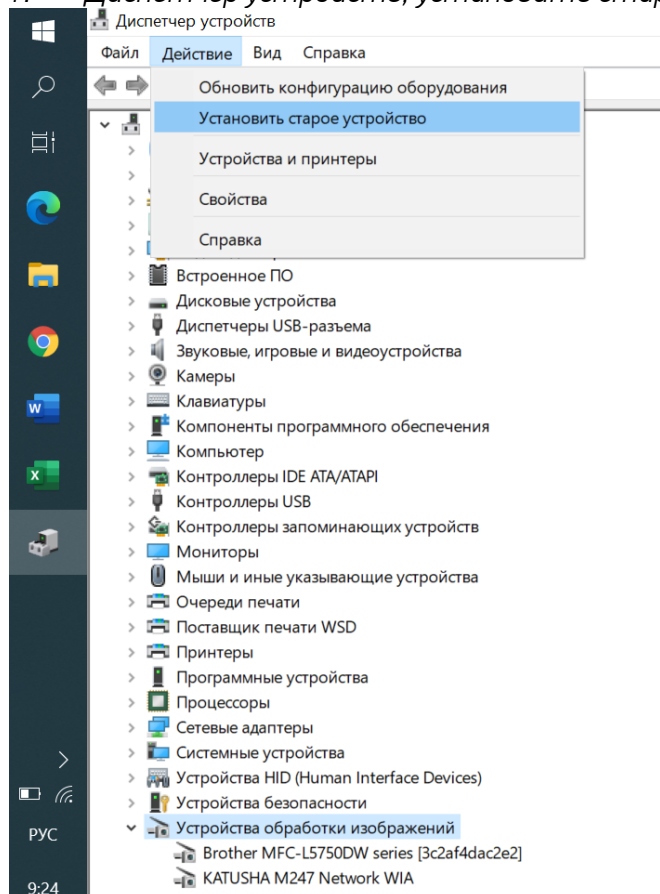 Диспетчер устройств, установите стар
Диспетчер устройств
Файл Действие Вид Справка
Обновить конфигурацию оборудования
Установить старое устройство
Устройства и принтеры
Свойства
Справка
Встроенное ПО
Дисковые устройства
Диспетчеры USB-разъема
Звуковые, игровые и видеоустройства
Камеры
Клавиатуры
Компоненты программного обеспечения
Компьютер
Контроллеры IDE ATA/ATAPI
Контроллеры USB
Контроллеры запоминающих устройств
Мониторы
Мыши и иные указывающие устройства
Очереди печати
Поставщик печати WSD
Принтеры
Программные устройства
Процессоры
Сетевые адаптеры
Системные устройства
Устройства HID (Human Interface Devices)
Устройства безопасности
Устройства обработки изображений
Brother MFC-L5750DW series [3c2af4dac2e2]
KATUSHA M247 Network WIA
РУС
9:24